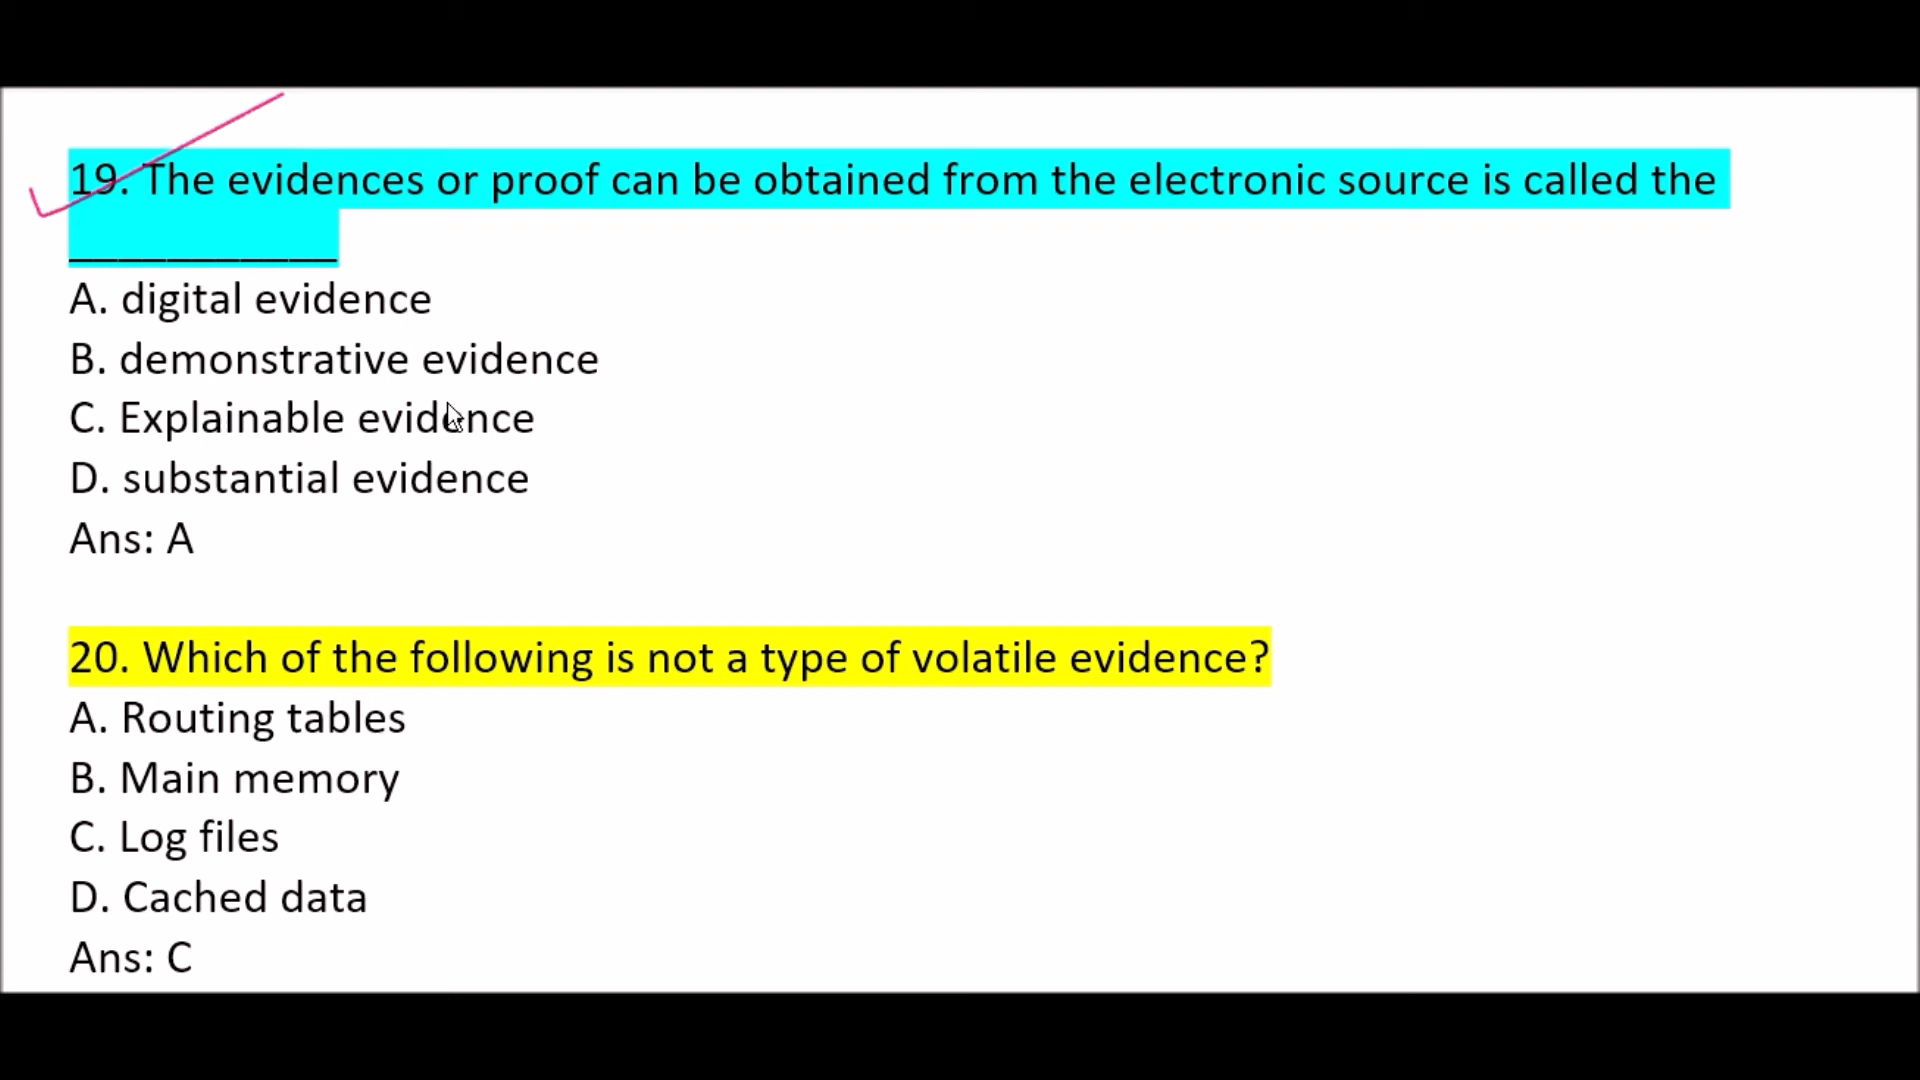 19. The evidences or proof can be obtained from the electronic source is called the
___________
A. digital evidence
B. demonstrative evidence
C. Explainable evidence
D. substantial evidence
Ans: A
20. Which of the following is not a type of volatile evidence?
A. Routing tables
B. Main memory
C. Log files
D. Cached data
Ans: C